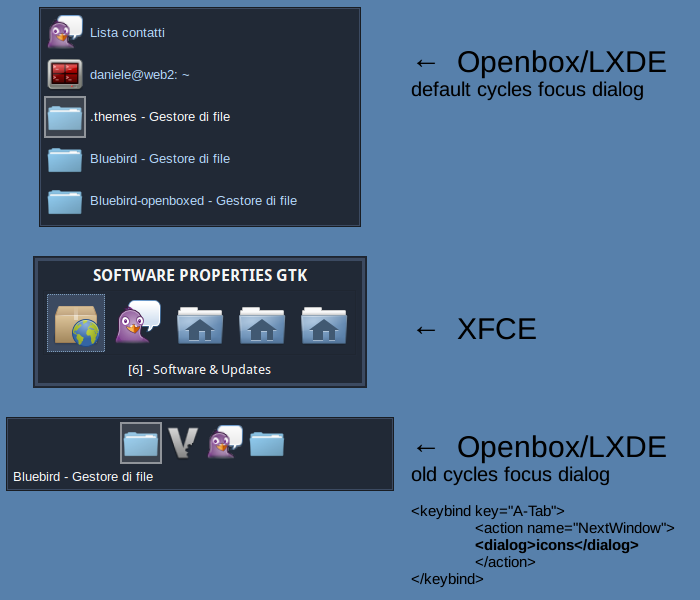 Lista contatti
daniele@web2: ~
.themes - Gestore di file
Bluebird - Gestore di file
Bluebird-openboxed - Gestore di file
← Openbox/LXDE
default cycles focus dialog
SOFTWARE PROPERTIES GTK
[6] - Software & Updates
← XFCE
Bluebird - Gestore di file
← Openbox/LXDE
old cycles focus dialog
<keybind key="A-Tab">
<action name="NextWindow">
<dialog>icons</dialog>
</action>
</keybind>